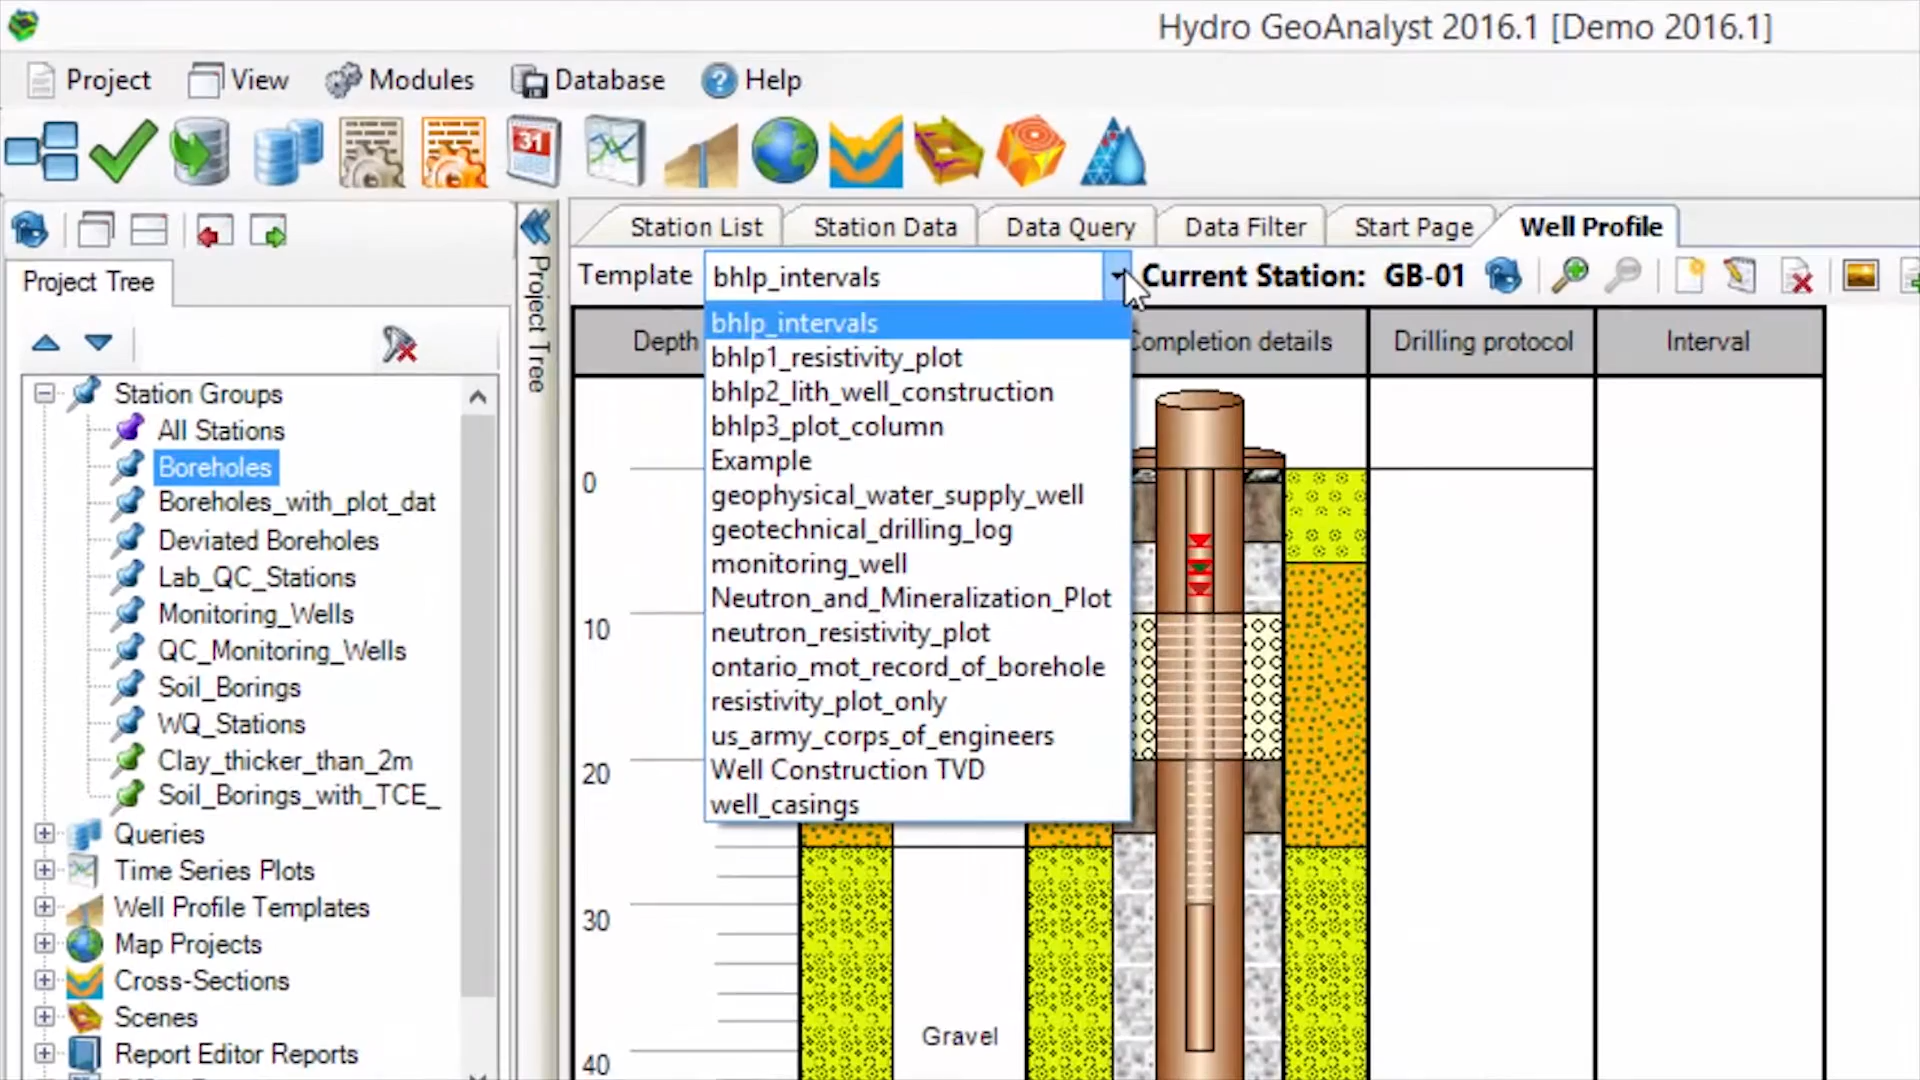 Hydro GeoAnalyst 2016.1 [Demo 2016.1]
Project View Modules Database Help
31
Station List Station Data Data Query Data Filter Start Page Well Profile
Project Tree
Template bhlp_intervals Current Station: GB-01
Project Tree
Depth Completion details Drilling protocol Interval
bhlp_intervals
bhlp1_resistivity_plot
bhlp2_lith_well_construction
bhlp3_plot_column
Example
geophysical_water_supply_well
geotechnical_drilling_log
monitoring_well
Neutron_and_Mineralization_Plot
neutron_resistivity_plot
ontario_mot_record_of_borehole
resistivity_plot_only
us_army_corps_of_engineers
Well Construction TVD
well_casings
Station Groups
All Stations
Boreholes
Boreholes_with_plot_dat
Deviated Boreholes
Lab_QC_Stations
Monitoring_Wells
QC_Monitoring_Wells
Soil_Borings
WQ_Stations
Clay_thicker_than_2m
Soil_Borings_with_TCE_
Queries
Time Series Plots
Well Profile Templates
Map Projects
Cross-Sections
Scenes
Report Editor Reports
0
10
20
30
40
Gravel